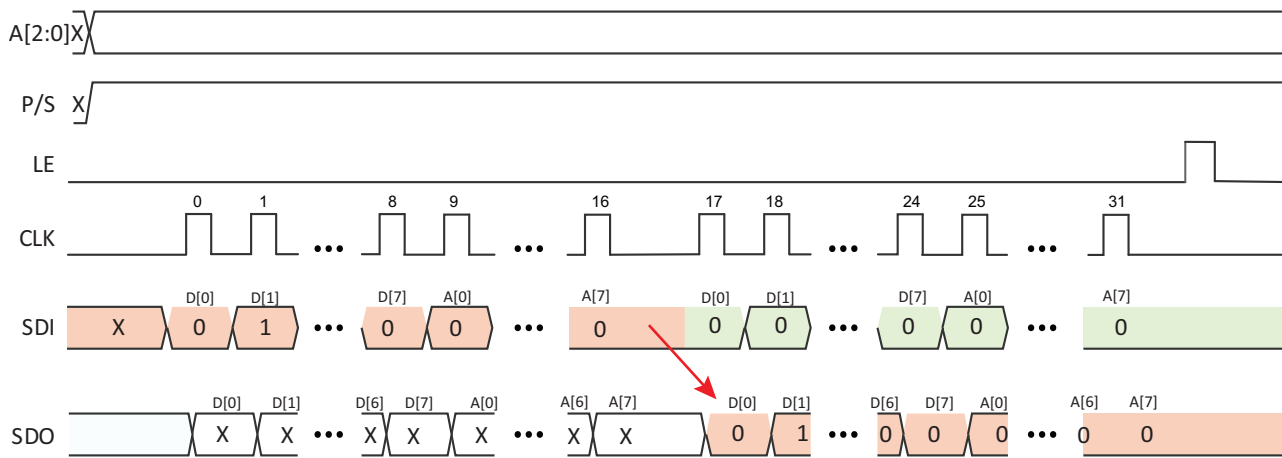 A[2:0] X
P/S X
LE
0 1 8 9 16 17 18 24 25 31
CLK ••• ••• ••• •••
D[0] D[1] D[7] A[0] A[7] D[0] D[1] D[7] A[0] A[7]
SDI X 0 1 ••• 0 0 ••• 0 0 0 ••• 0 0 ••• 0
D[0] D[1] D[6] D[7] A[0] A[6] A[7] D[0] D[1] D[6] D[7] A[0] A[6] A[7]
SDO X X ••• X X X ••• X X 0 1 ••• 0 0 0 ••• 0 0